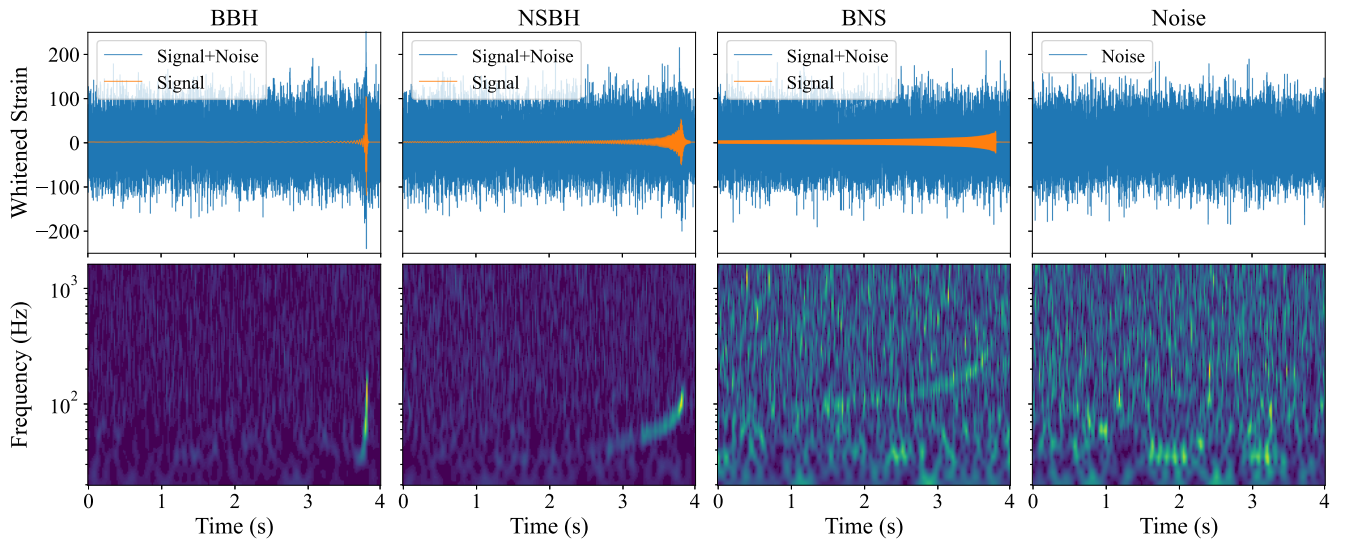 BBH NSBH BNS Noise
Signal+Noise
Signal
Signal+Noise
Signal
Signal+Noise
Signal
Noise
Whitened Strain
200
100
0
−100
−200
Frequency (Hz)
10³
10²
0 1 2 3 4
0 1 2 3 4
0 1 2 3 4
0 1 2 3 4
Time (s) Time (s) Time (s) Time (s)